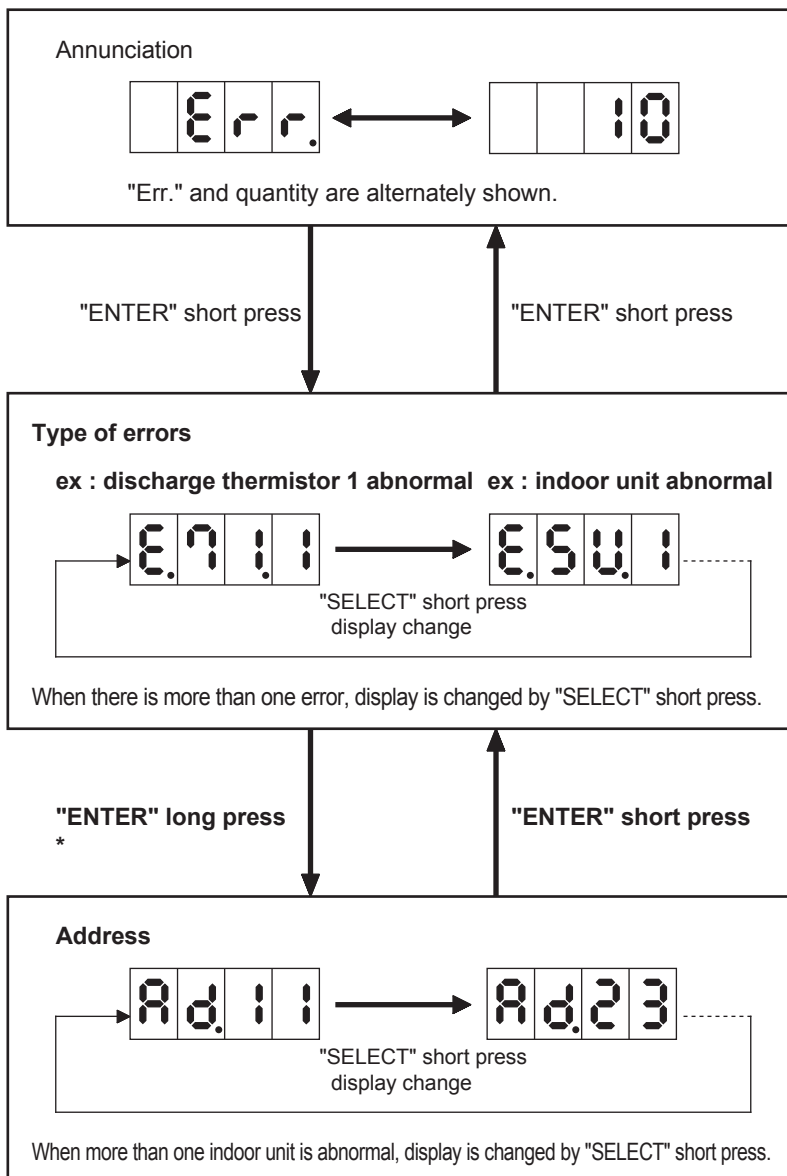 Annunciation
Err. 10
"Err." and quantity are alternately shown.
"ENTER" short press "ENTER" short press
Type of errors
ex : discharge thermistor 1 abnormal ex : indoor unit abnormal
E.71.1 E.5U.1
"SELECT" short press
display change
When there is more than one error, display is changed by "SELECT" short press.
"ENTER" long press "ENTER" short press
*
Address
Ad.11 Ad.23
"SELECT" short press
display change
When more than one indoor unit is abnormal, display is changed by "SELECT" short press.